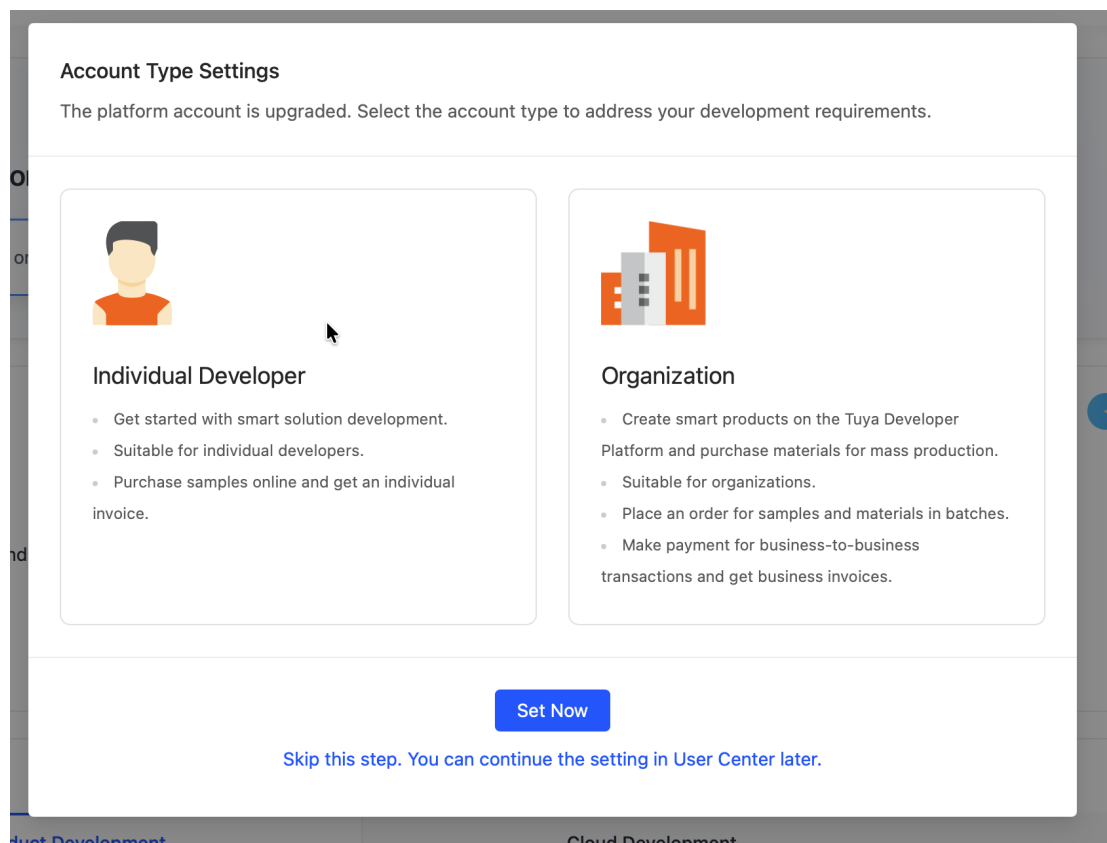 Account Type Settings
The platform account is upgraded. Select the account type to address your development requirements.
Individual Developer
Get started with smart solution development.
Suitable for individual developers.
Purchase samples online and get an individual
invoice.
Organization
Create smart products on the Tuya Developer
Platform and purchase materials for mass production.
Suitable for organizations.
Place an order for samples and materials in batches.
Make payment for business-to-business
transactions and get business invoices.
Set Now
Skip this step. You can continue the setting in User Center later.
Development
Cloud Development